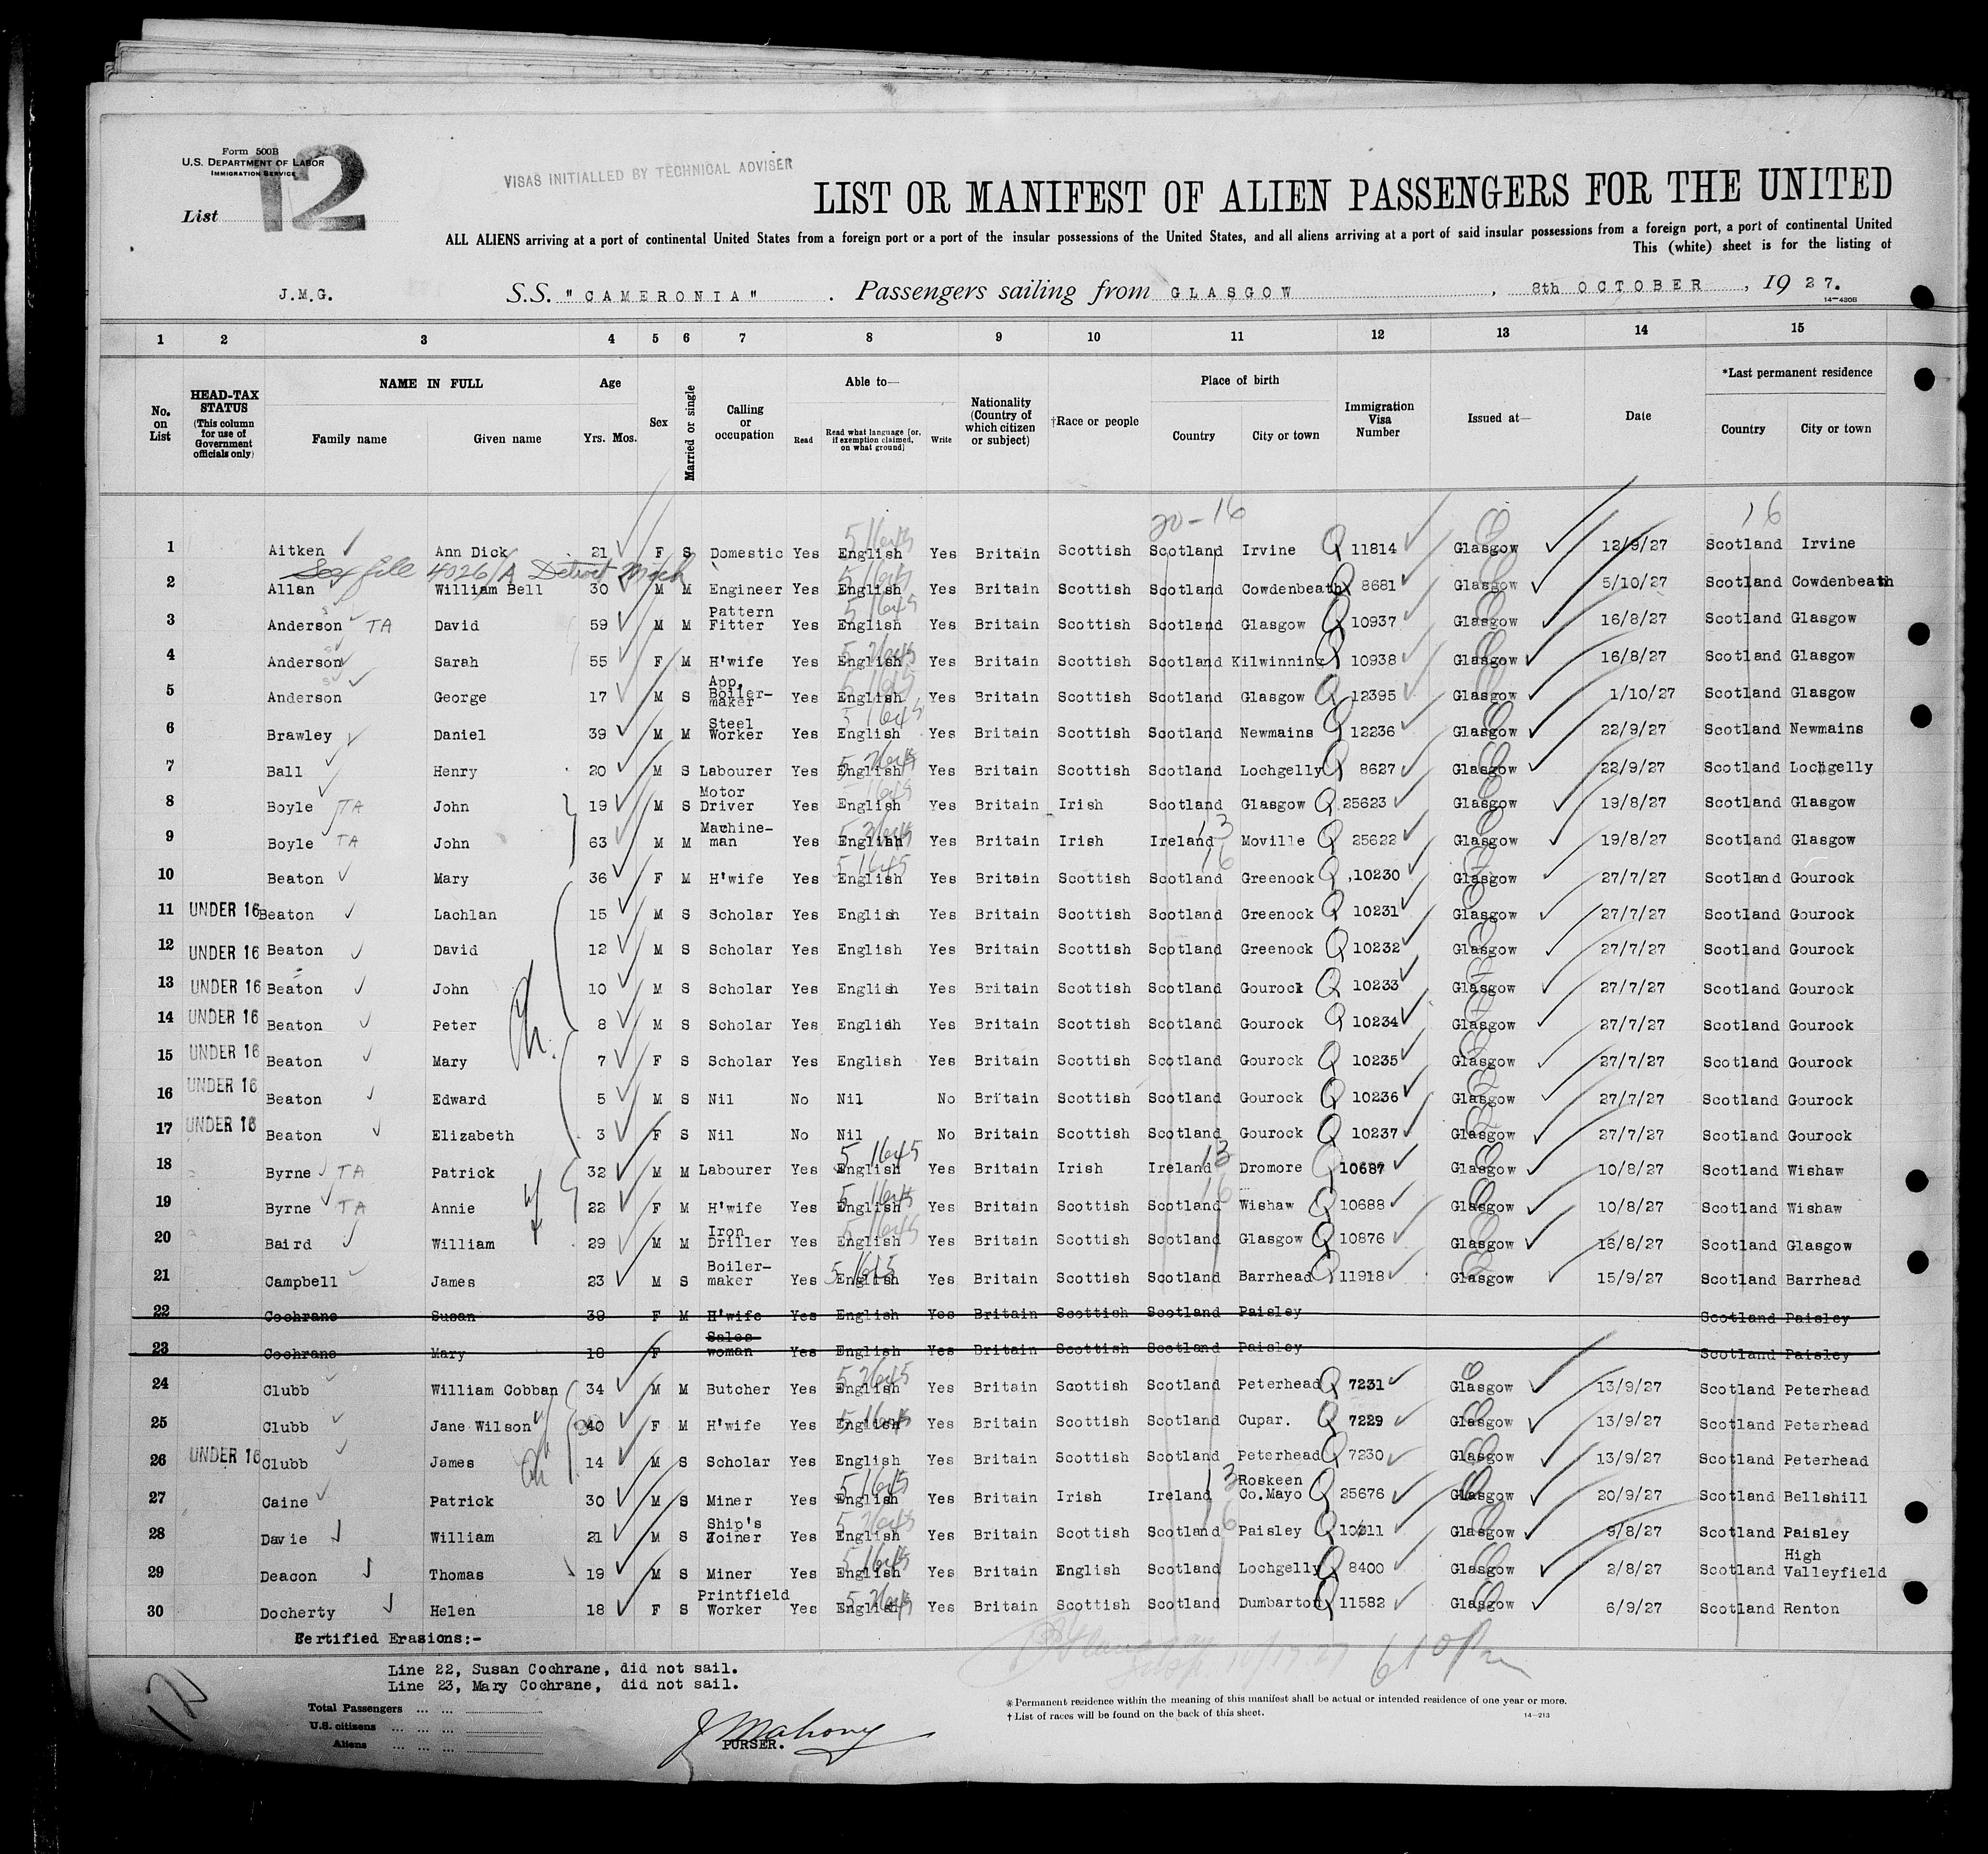 Form 500B
U.S. DEPARTMENT OF LABOR
IMMIGRATION SERVICE
List 12
VISAS INITIALLED BY TECHNICAL ADVISER
LIST OR MANIFEST OF ALIEN PASSENGERS FOR THE UNITED
ALL ALIENS arriving at a port of continental United States from a foreign port or a port of the insular possessions of the United States, and all aliens arriving at a port of said insular possessions from a foreign port, a port of continental United
This (white) sheet is for the listing of
J.M.G. S.S. "CAMERONIA". Passengers sailing from GLASGOW, 8th OCTOBER, 1927.
14-430B
1 2 3 4 5 6 7 8 9 10 11 12 13 14 15
No. on List
HEAD-TAX STATUS (This column for use of Government officials only)
NAME IN FULL Family name Given name
Age Yrs. Mos.
Sex
Married or single
Calling or occupation
Able to— Read Read what language [or, if exemption claimed, on what ground] Write
Nationality (Country of which citizen or subject)
†Race or people
Place of birth Country City or town
Immigration Visa Number
Issued at—
Date
*Last permanent residence Country City or town
20-16 16
1 Aitken Ann Dick 21 F S Domestic Yes English Yes Britain Scottish Scotland Irvine Q 11814 Glasgow 12/9/27 Scotland Irvine
See file 4026/A Detroit Mich
2 Allan William Bell 30 M M Engineer Yes English Yes Britain Scottish Scotland Cowdenbeath 8681 Glasgow 5/10/27 Scotland Cowdenbeath
3 Anderson TA David 59 M M Pattern Fitter Yes English Yes Britain Scottish Scotland Glasgow Q 10937 Glasgow 16/8/27 Scotland Glasgow
4 Anderson Sarah 55 F M H'wife Yes English Yes Britain Scottish Scotland Kilwinning Q 10938 Glasgow 16/8/27 Scotland Glasgow
5 Anderson George 17 M S App. Boiler-maker Yes English Yes Britain Scottish Scotland Glasgow Q 12395 Glasgow 1/10/27 Scotland Glasgow
6 Brawley Daniel 39 M M Steel Worker Yes English Yes Britain Scottish Scotland Newmains Q 12236 Glasgow 22/9/27 Scotland Newmains
7 Ball Henry 20 M S Labourer Yes English Yes Britain Scottish Scotland Lochgelly Q 8627 Glasgow 22/9/27 Scotland Lochgelly
8 Boyle TA John 19 M S Motor Driver Yes English Yes Britain Irish Scotland Glasgow Q 25623 Glasgow 19/8/27 Scotland Glasgow
9 Boyle TA John 63 M M Machine-man Yes English Yes Britain Irish Ireland 13 Moville Q 25622 Glasgow 19/8/27 Scotland Glasgow
10 Beaton Mary 36 F M H'wife Yes English Yes Britain Scottish Scotland 16 Greenock Q 10230 Glasgow 27/7/27 Scotland Gourock
11 UNDER 16 Beaton Lachlan 15 M S Scholar Yes English Yes Britain Scottish Scotland Greenock Q 10231 Glasgow 27/7/27 Scotland Gourock
12 UNDER 16 Beaton David 12 M S Scholar Yes English Yes Britain Scottish Scotland Greenock Q 10232 Glasgow 27/7/27 Scotland Gourock
13 UNDER 16 Beaton John 10 M S Scholar Yes English Yes Britain Scottish Scotland Gourock Q 10233 Glasgow 27/7/27 Scotland Gourock
14 UNDER 16 Beaton Peter 8 M S Scholar Yes English Yes Britain Scottish Scotland Gourock Q 10234 Glasgow 27/7/27 Scotland Gourock
15 UNDER 16 Beaton Mary 7 F S Scholar Yes English Yes Britain Scottish Scotland Gourock Q 10235 Glasgow 27/7/27 Scotland Gourock
16 UNDER 16 Beaton Edward 5 M S Nil No Nil No Britain Scottish Scotland Gourock Q 10236 Glasgow 27/7/27 Scotland Gourock
17 UNDER 16 Beaton Elizabeth 3 F S Nil No Nil No Britain Scottish Scotland Gourock Q 10237 Glasgow 27/7/27 Scotland Gourock
18 Byrne TA Patrick 32 M M Labourer Yes English Yes Britain Irish Ireland 13 Dromore Q 10687 Glasgow 10/8/27 Scotland Wishaw
19 Byrne TA Annie 22 F M H'wife Yes English Yes Britain Scottish Scotland 16 Wishaw Q 10688 Glasgow 10/8/27 Scotland Wishaw
20 Baird William 29 M M Iron Driller Yes English Yes Britain Scottish Scotland Glasgow Q 10876 Glasgow 16/8/27 Scotland Glasgow
21 Campbell James 23 M S Boiler-maker Yes English Yes Britain Scottish Scotland Barrhead Q 11918 Glasgow 15/9/27 Scotland Barrhead
22 Cochrane Susan 39 F M H'wife Yes English Yes Britain Scottish Scotland Paisley Scotland Paisley
23 Cochrane Mary 18 F Sales woman Yes English Yes Britain Scottish Scotland Paisley Scotland Paisley
24 Clubb William Cobban 34 M M Butcher Yes English Yes Britain Scottish Scotland Peterhead Q 7231 Glasgow 13/9/27 Scotland Peterhead
25 Clubb Jane Wilson 40 F M H'wife Yes English Yes Britain Scottish Scotland Cupar. Q 7229 Glasgow 13/9/27 Scotland Peterhead
26 UNDER 16 Clubb James 14 M S Scholar Yes English Yes Britain Scottish Scotland Peterhead Q 7230 Glasgow 13/9/27 Scotland Peterhead
27 Caine Patrick 30 M S Miner Yes English Yes Britain Irish Ireland 13 Roskeen Co.Mayo Q 25676 Glasgow 20/9/27 Scotland Bellshill
28 Davie William 21 M S Ship's Joiner Yes English Yes Britain Scottish Scotland 16 Paisley Q Glasgow 9/8/27 Scotland Paisley
29 Deacon Thomas 19 M S Miner Yes English Yes Britain English Scotland Lochgelly Q 8400 Glasgow 2/8/27 Scotland High Valleyfield
30 Docherty Helen 18 F S Printfield Worker Yes English Yes Britain Scottish Scotland Dumbarton Q 11582 Glasgow 6/9/27 Scotland Renton
Certified Erasions:-
Line 22, Susan Cochrane, did not sail.
Line 23, Mary Cochrane, did not sail.
12
Total Passengers ... ...
U.S. citizens ... ... ...
Aliens ... ... ...
J Mahony
PURSER.
610 Pm
*Permanent residence within the meaning of this manifest shall be actual or intended residence of one year or more.
†List of races will be found on the back of this sheet.
14-213